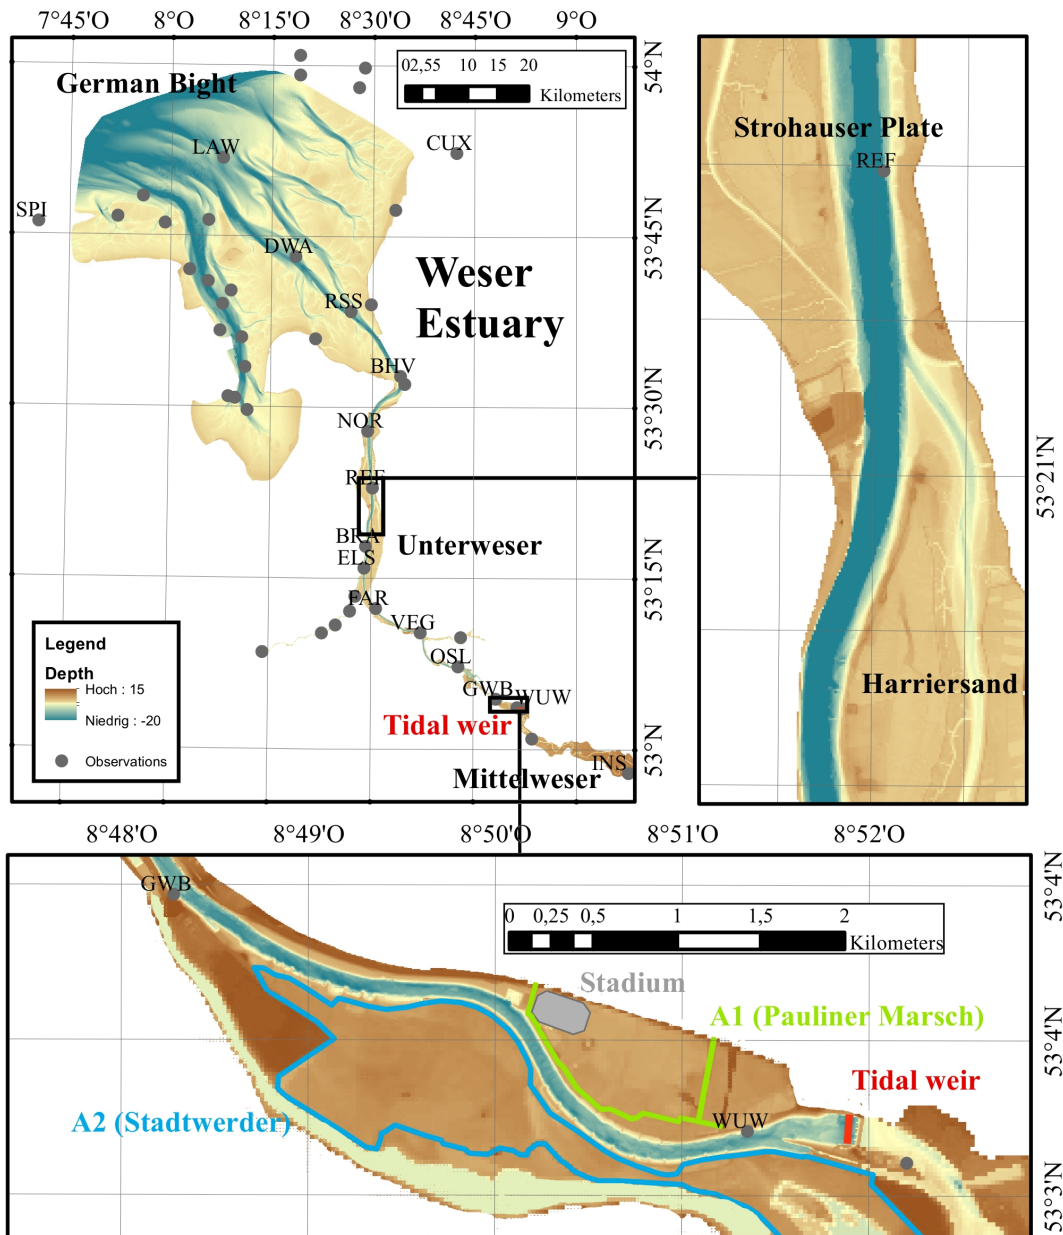 7°45'O 8°O 8°15'O 8°30'O 8°45'O 9°O
German Bight
02,55 10 15 20
Kilometers
54°N
LAW
CUX
SPI
53°45'N
DWA
Weser
Estuary
RSS
BHV
53°30'N
NOR
REF
BRA
Unterweser
ELS
53°15'N
FAR
VEG
OSL
GWB
WUW
Tidal weir
53°N
INS
Mittelweser
Legend
Depth
Hoch : 15
Niedrig : -20
Observations
Strohauser Plate
REF
53°21'N
Harriersand
8°48'O 8°49'O 8°50'O 8°51'O 8°52'O
53°4'N
GWB
0 0,25 0,5 1 1,5 2
Kilometers
Stadium
A1 (Pauliner Marsch)
53°4'N
Tidal weir
A2 (Stadtwerder)
WUW
53°3'N